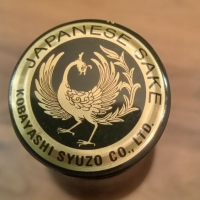 JAPANESE SAKE
KOBAYASHI SYUZO CO., LTD.